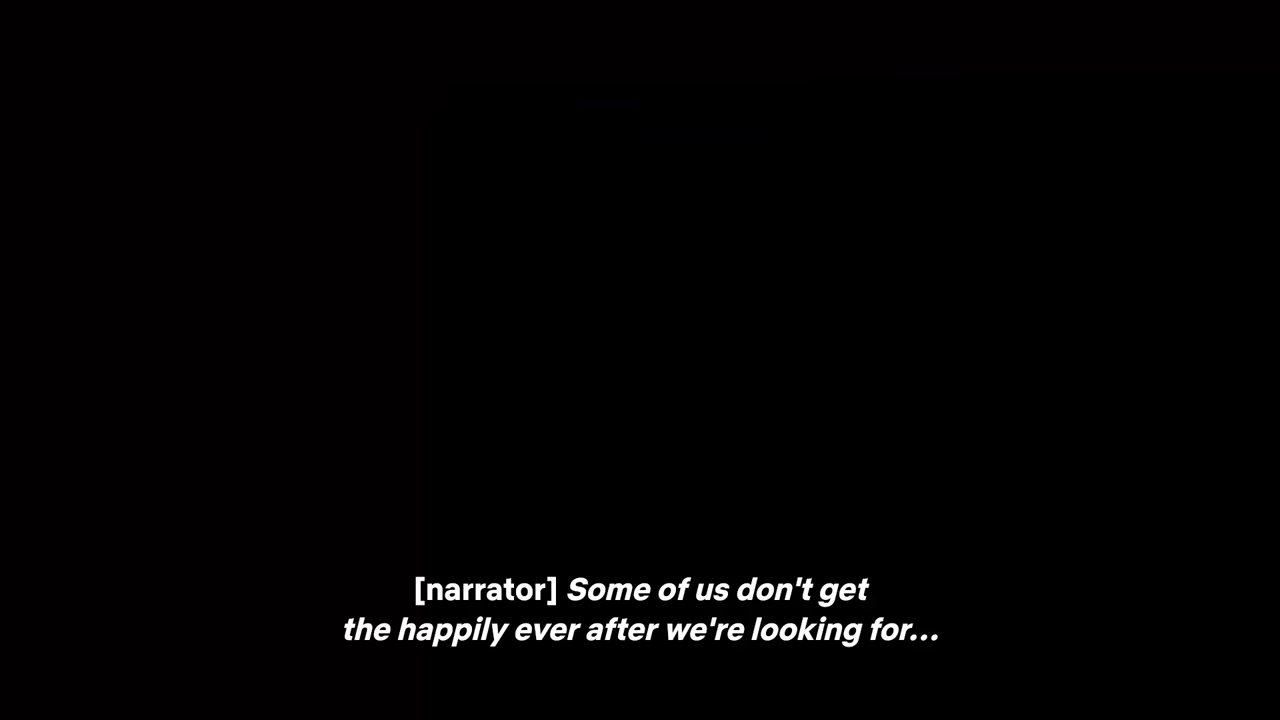 [narrator] Some of us don't get
the happily ever after we're looking for...